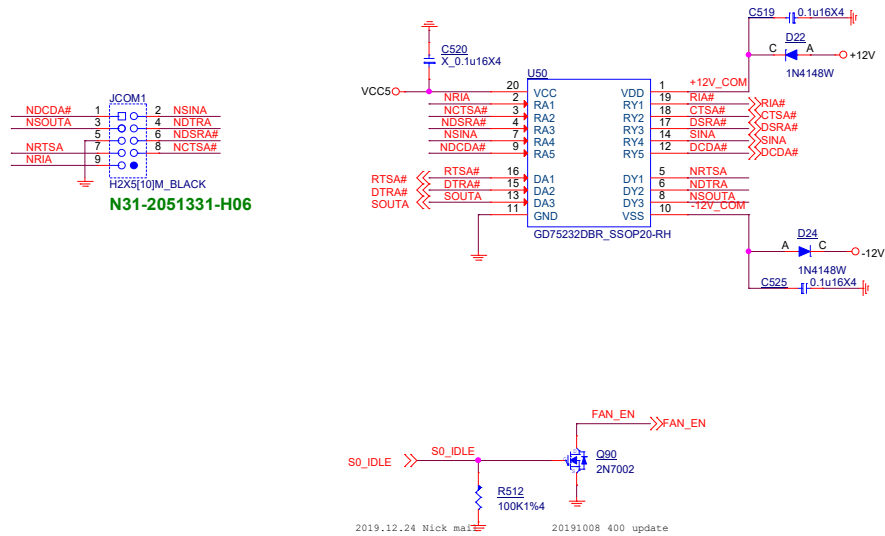 C519
0.1u16X4
D22
C
A
+12V
1N4148W
C520
X_0.1u16X4
U50
VCC5
20
VCC
VDD
1
+12V_COM
NRIA
2
RA1
RY1
19
RIA#
RIA#
NCTSA#
3
RA2
RY2
18
CTSA#
CTSA#
NDSRA#
4
RA3
RY3
17
DSRA#
DSRA#
NSINA
7
RA4
RY4
14
SINA
SINA
NDCDA#
9
RA5
RY5
12
DCDA#
DCDA#
RTSA#
RTSA#
16
DA1
DY1
5
NRTSA
DTRA#
DTRA#
15
DA2
DY2
6
NDTRA
SOUTA
SOUTA
13
DA3
DY3
8
NSOUTA
11
GND
VSS
10
-12V_COM
GD75232DBR_SSOP20-RH
D24
A
C
-12V
1N4148W
C525
0.1u16X4
JCOM1
NDCDA#
1
2
NSINA
NSOUTA
3
4
NDTRA
5
6
NDSRA#
NRTSA
7
8
NCTSA#
NRIA
9
H2X5[10]M_BLACK
N31-2051331-H06
FAN_EN
FAN_EN
S0_IDLE
S0_IDLE
Q90
2N7002
R512
100K1%4
2019.12.24 Nick
20191008 400 update